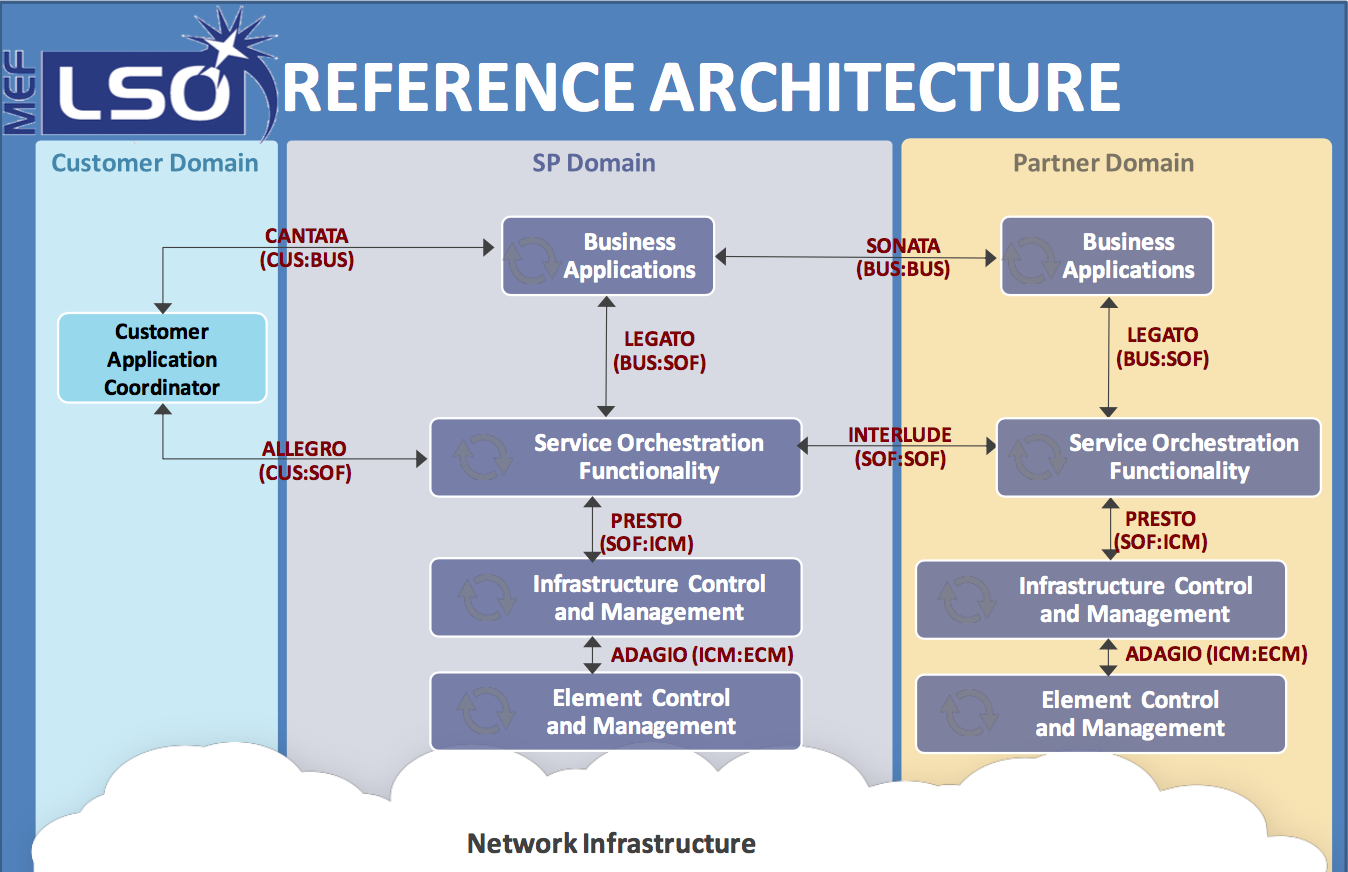 MEF
LSO
REFERENCE ARCHITECTURE
Customer Domain
SP Domain
Partner Domain
CANTATA
(CUS:BUS)
Business
Applications
SONATA
(BUS:BUS)
Business
Applications
Customer
Application
Coordinator
LEGATO
(BUS:SOF)
LEGATO
(BUS:SOF)
ALLEGRO
(CUS:SOF)
Service Orchestration
Functionality
INTERLUDE
(SOF:SOF)
Service Orchestration
Functionality
PRESTO
(SOF:ICM)
PRESTO
(SOF:ICM)
Infrastructure Control
and Management
Infrastructure Control
and Management
ADAGIO (ICM:ECM)
ADAGIO (ICM:ECM)
Element Control
and Management
Element Control
and Management
Network Infrastructure